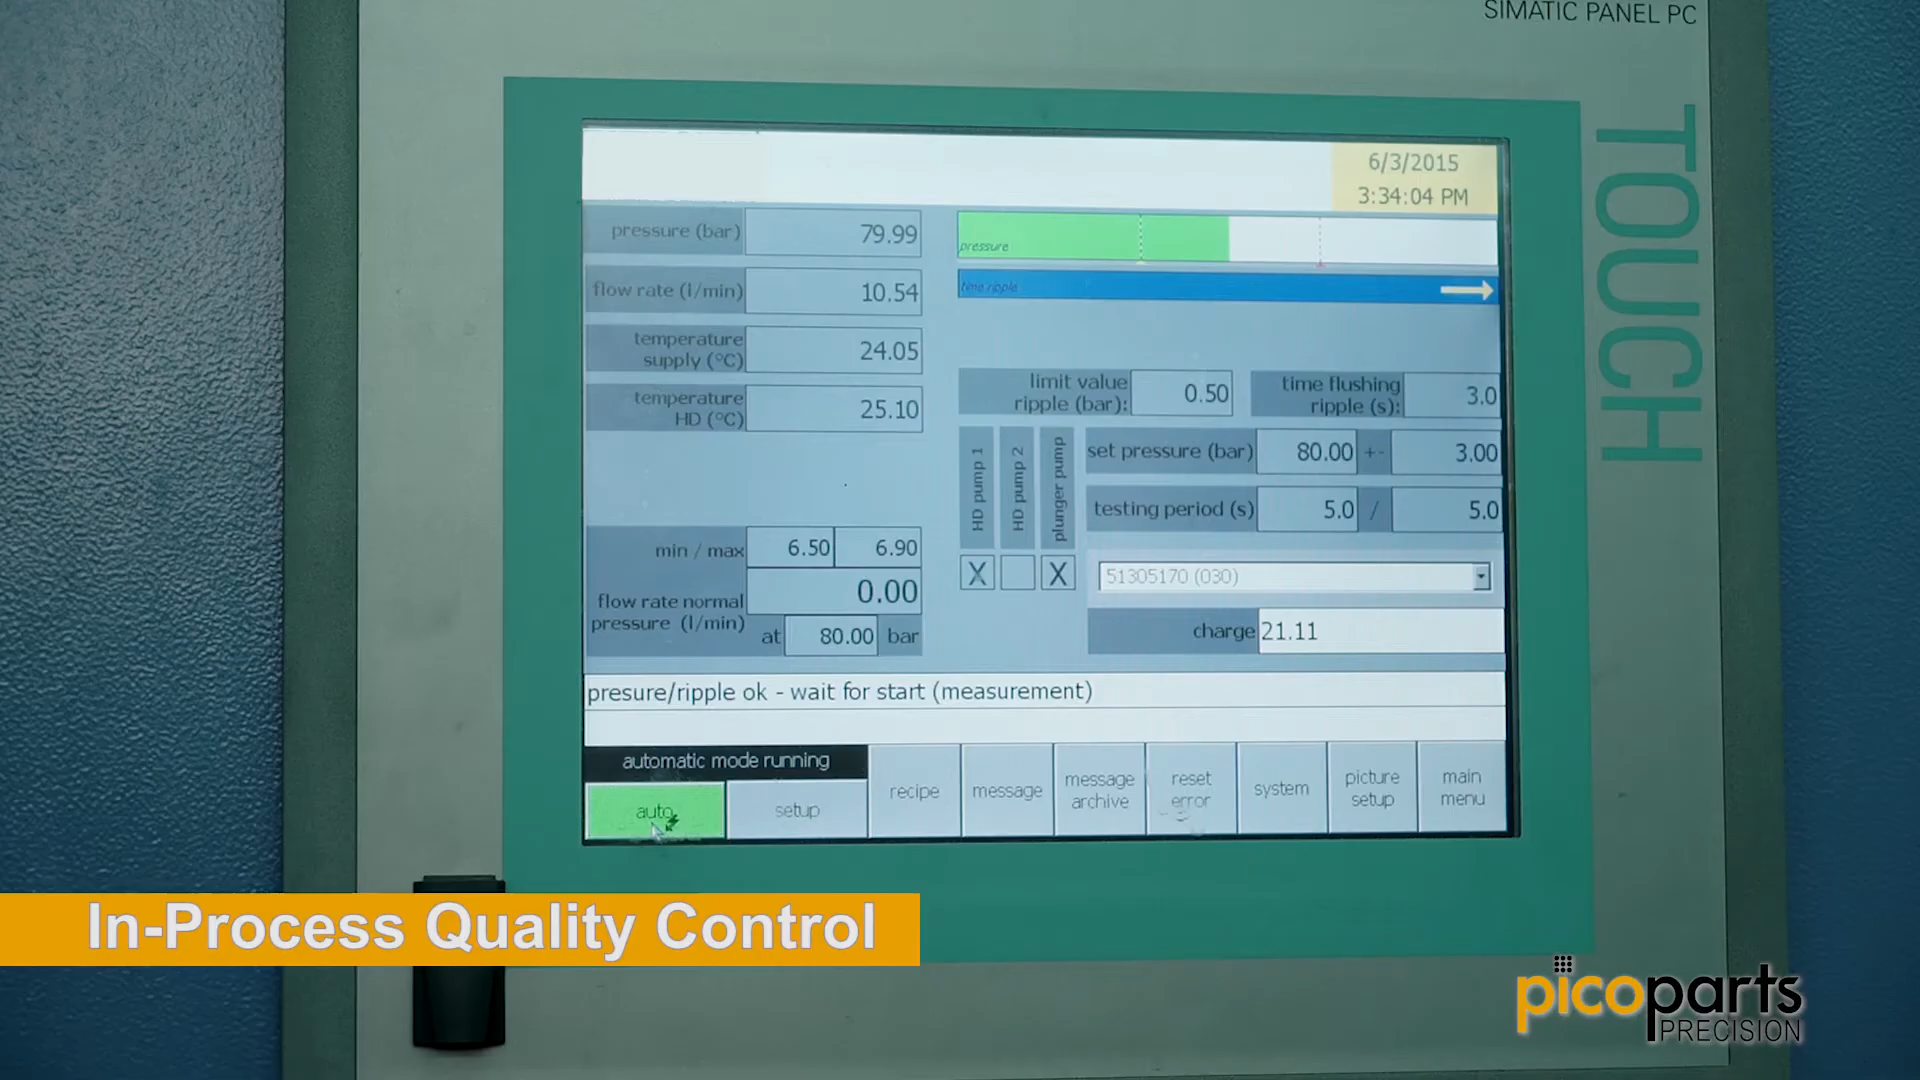 SIMATIC PANEL PC
TOUCH
6/3/2015
3:34:04 PM
pressure (bar) 79.99
flow rate (l/min) 10.54
temperature
supply (°C) 24.05
temperature
HD (°C) 25.10
pressure
time ripple
limit value
ripple (bar): 0.50
time flushing
ripple (s): 3.0
HD pump 1
HD pump 2
plunger pump
X X
set pressure (bar) 80.00 +- 3.00
testing period (s) 5.0 / 5.0
51305170 (030)
charge 21.11
min / max 6.50 6.90
flow rate normal
pressure (l/min) 0.00
at 80.00 bar
presure/ripple ok - wait for start (measurement)
automatic mode running
auto
setup
recipe
message
message
archive
reset
error
system
picture
setup
main
menu
In-Process Quality Control
picoparts
PRECISION